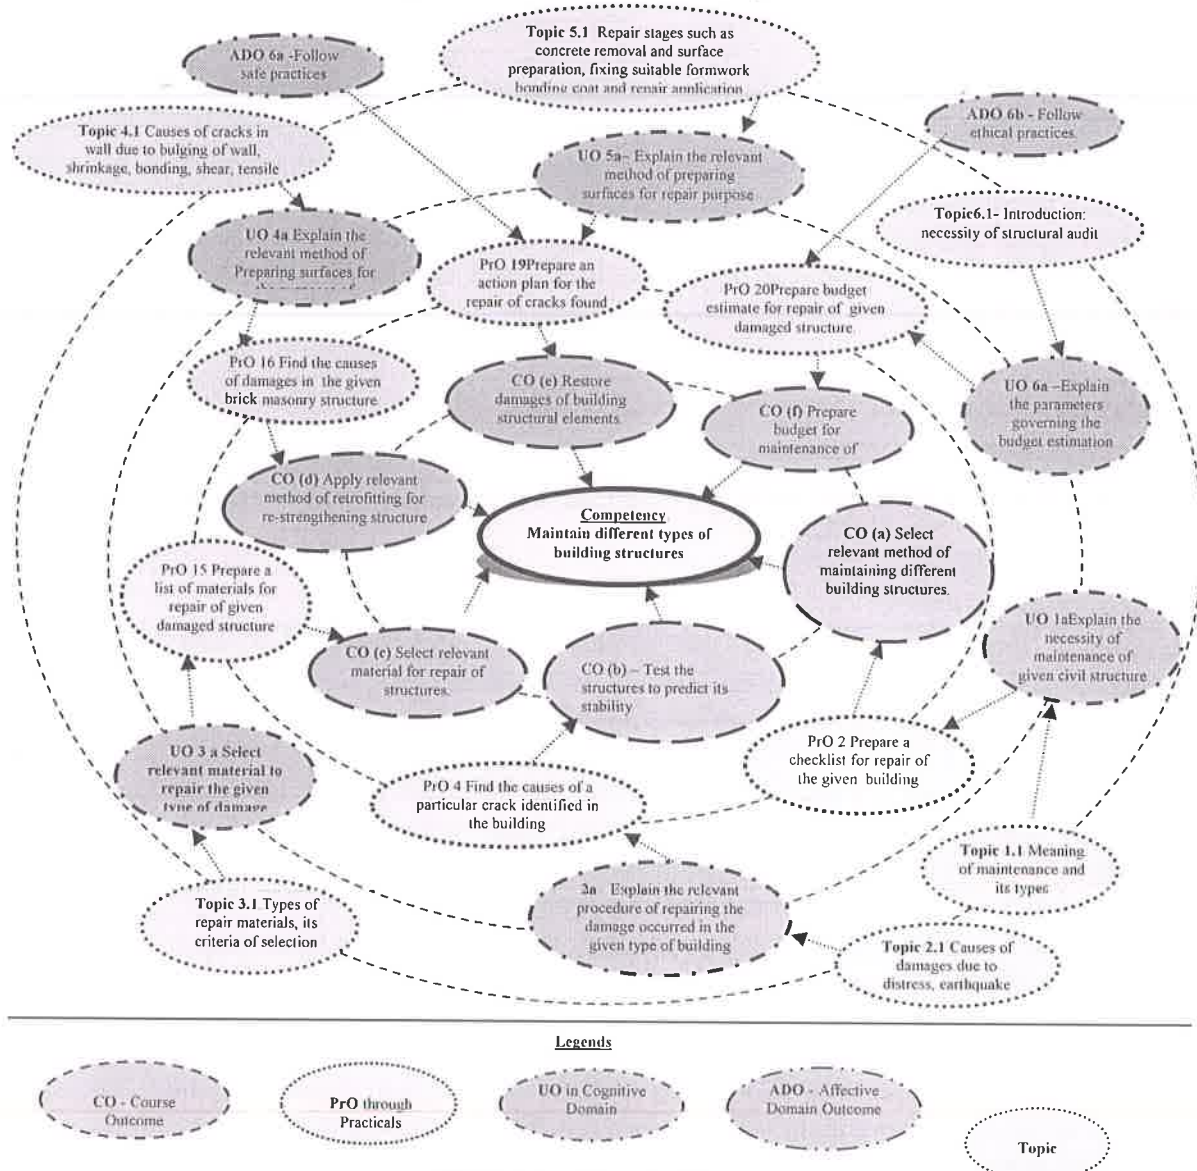 Topic 5.1 Repair stages such as
concrete removal and surface
preparation, fixing suitable formwork
bonding coat and repair application
ADO 6a -Follow
safe practices
ADO 6b - Follow
ethical practices.
Topic 4.1 Causes of cracks in
wall due to bulging of wall,
shrinkage, bonding, shear, tensile
UO 5a– Explain the relevant
method of preparing
surfaces for repair purpose
Topic6.1- Introduction:
necessity of structural audit
UO 4a Explain the
relevant method of
Preparing surfaces for
PrO 19Prepare an
action plan for the
repair of cracks found
PrO 20Prepare budget
estimate for repair of given
damaged structure
PrO 16 Find the causes
of damages in the given
brick masonry structure
CO (e) Restore
damages of building
structural elements
CO (f) Prepare
budget for
maintenance of
UO 6a –Explain
the parameters
governing the
budget estimation
CO (d) Apply relevant
method of retrofitting for
re-strengthening structure
Competency
Maintain different types of
building structures
CO (a) Select
relevant method of
maintaining different
building structures.
PrO 15 Prepare a
list of materials for
repair of given
damaged structure
CO (c) Select relevant
material for repair of
structures.
CO (b) – Test the
structures to predict its
stability
UO 1aExplain the
necessity of
maintenance of
given civil structure
UO 3 a Select
relevant material to
repair the given
type of damage
PrO 4 Find the causes of a
particular crack identified in
the building
PrO 2 Prepare a
checklist for repair of
the given building
Topic 1.1 Meaning
of maintenance and
its types
Topic 3.1 Types of
repair materials, its
criteria of selection
2a Explain the relevant
procedure of repairing the
damage occurred in the
given type of building
Topic 2.1 Causes of
damages due to
distress, earthquake
Legends
CO - Course
Outcome
PrO through
Practicals
UO in Cognitive
Domain
ADO - Affective
Domain Outcome
Topic